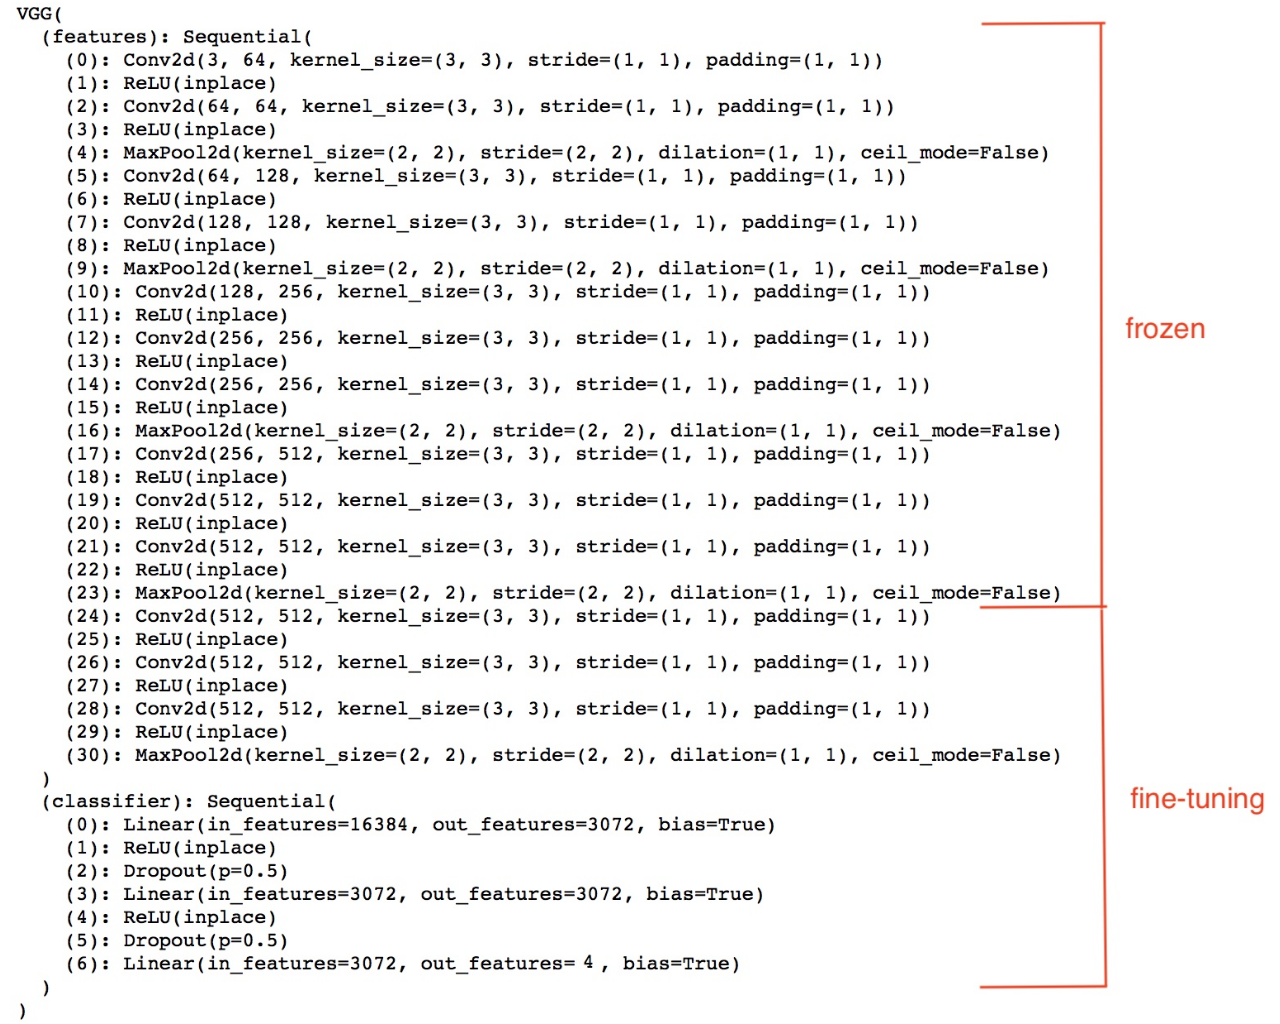 VGG(
(features): Sequential(
(0): Conv2d(3, 64, kernel_size=(3, 3), stride=(1, 1), padding=(1, 1))
(1): ReLU(inplace)
(2): Conv2d(64, 64, kernel_size=(3, 3), stride=(1, 1), padding=(1, 1))
(3): ReLU(inplace)
(4): MaxPool2d(kernel_size=(2, 2), stride=(2, 2), dilation=(1, 1), ceil_mode=False)
(5): Conv2d(64, 128, kernel_size=(3, 3), stride=(1, 1), padding=(1, 1))
(6): ReLU(inplace)
(7): Conv2d(128, 128, kernel_size=(3, 3), stride=(1, 1), padding=(1, 1))
(8): ReLU(inplace)
(9): MaxPool2d(kernel_size=(2, 2), stride=(2, 2), dilation=(1, 1), ceil_mode=False)
(10): Conv2d(128, 256, kernel_size=(3, 3), stride=(1, 1), padding=(1, 1))
(11): ReLU(inplace)
(12): Conv2d(256, 256, kernel_size=(3, 3), stride=(1, 1), padding=(1, 1))
(13): ReLU(inplace)
(14): Conv2d(256, 256, kernel_size=(3, 3), stride=(1, 1), padding=(1, 1))
(15): ReLU(inplace)
(16): MaxPool2d(kernel_size=(2, 2), stride=(2, 2), dilation=(1, 1), ceil_mode=False)
(17): Conv2d(256, 512, kernel_size=(3, 3), stride=(1, 1), padding=(1, 1))
(18): ReLU(inplace)
(19): Conv2d(512, 512, kernel_size=(3, 3), stride=(1, 1), padding=(1, 1))
(20): ReLU(inplace)
(21): Conv2d(512, 512, kernel_size=(3, 3), stride=(1, 1), padding=(1, 1))
(22): ReLU(inplace)
(23): MaxPool2d(kernel_size=(2, 2), stride=(2, 2), dilation=(1, 1), ceil_mode=False)
(24): Conv2d(512, 512, kernel_size=(3, 3), stride=(1, 1), padding=(1, 1))
(25): ReLU(inplace)
(26): Conv2d(512, 512, kernel_size=(3, 3), stride=(1, 1), padding=(1, 1))
(27): ReLU(inplace)
(28): Conv2d(512, 512, kernel_size=(3, 3), stride=(1, 1), padding=(1, 1))
(29): ReLU(inplace)
(30): MaxPool2d(kernel_size=(2, 2), stride=(2, 2), dilation=(1, 1), ceil_mode=False)
)
(classifier): Sequential(
(0): Linear(in_features=16384, out_features=3072, bias=True)
(1): ReLU(inplace)
(2): Dropout(p=0.5)
(3): Linear(in_features=3072, out_features=3072, bias=True)
(4): ReLU(inplace)
(5): Dropout(p=0.5)
(6): Linear(in_features=3072, out_features= 4 , bias=True)
)
)
frozen
fine-tuning